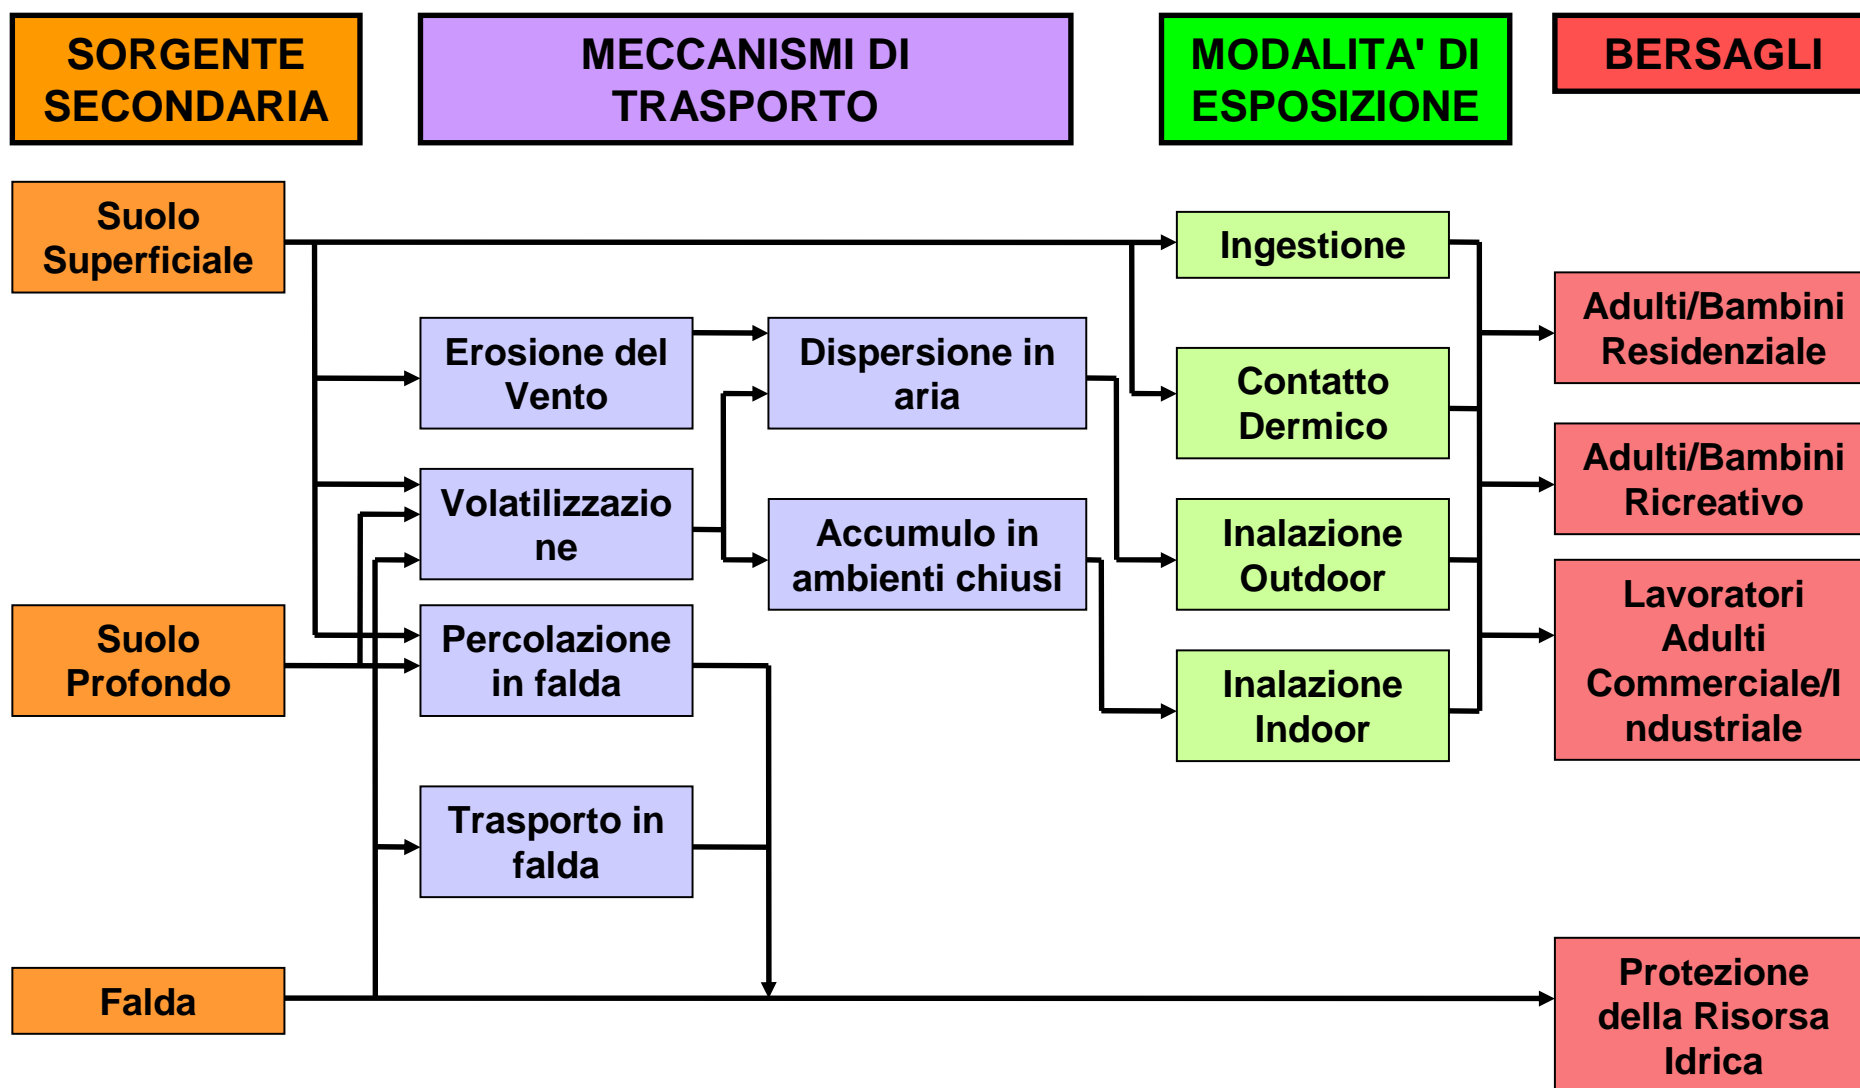 SORGENTE
SECONDARIA
MECCANISMI DI
TRASPORTO
MODALITA' DI
ESPOSIZIONE
BERSAGLI
Suolo
Superficiale
Suolo
Profondo
Falda
Erosione del
Vento
Volatilizzazio
ne
Percolazione
in falda
Trasporto in
falda
Dispersione in
aria
Accumulo in
ambienti chiusi
Ingestione
Contatto
Dermico
Inalazione
Outdoor
Inalazione
Indoor
Adulti/Bambini
Residenziale
Adulti/Bambini
Ricreativo
Lavoratori
Adulti
Commerciale/I
ndustriale
Protezione
della Risorsa
Idrica